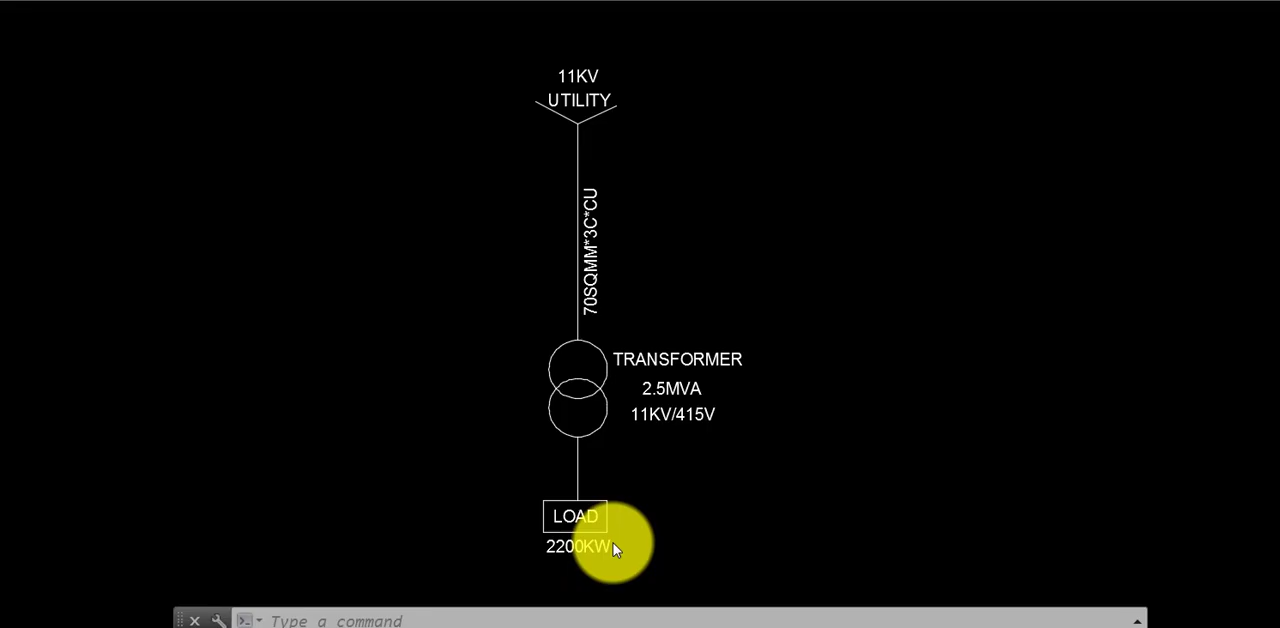 11KV
UTILITY
70SQMM*3C*CU
TRANSFORMER
2.5MVA
11KV/415V
LOAD
2200KW
Type a command